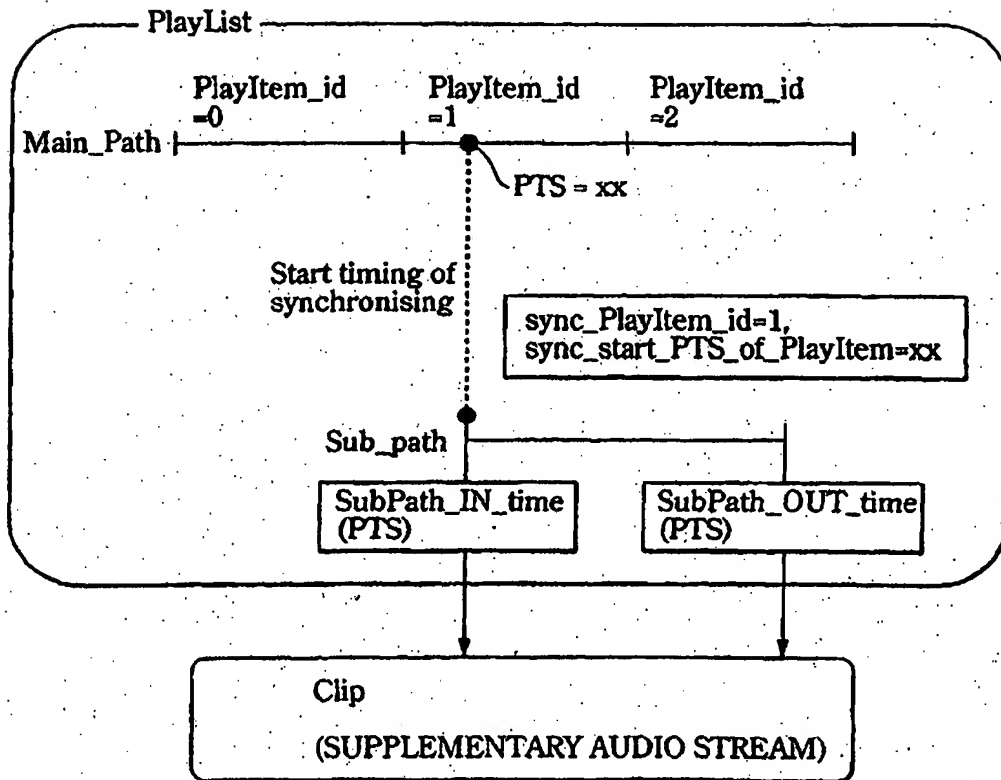 PlayList
PlayItem_id
=0
PlayItem_id
=1
PlayItem_id
=2
Main_Path
PTS = xx
Start timing of
synchronising
sync_PlayItem_id=1,
sync_start_PTS_of_PlayItem=xx
Sub_path
SubPath_IN_time
(PTS)
SubPath_OUT_time
(PTS)
Clip
(SUPPLEMENTARY AUDIO STREAM)